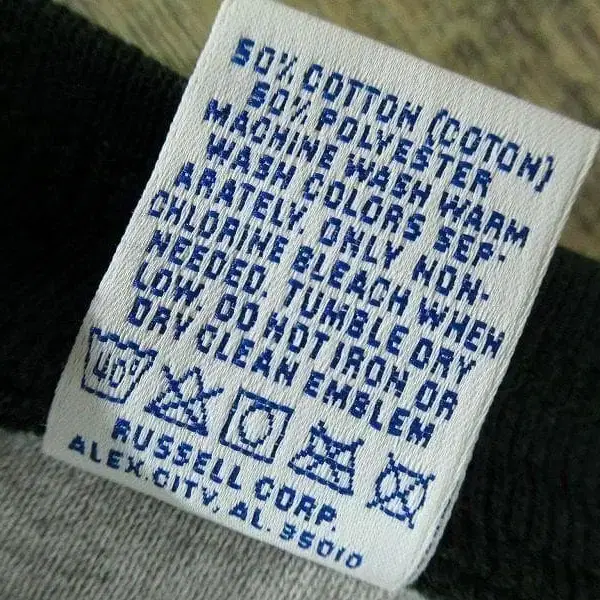 50% COTTON (COTON)
50% POLYESTER
MACHINE WASH WARM
WASH COLORS SEP-
ARATELY. ONLY NON-
CHLORINE BLEACH WHEN
NEEDED. TUMBLE DRY
LOW. DO NOT IRON OR
DRY CLEAN EMBLEM
40°
RUSSELL CORP.
ALEX.CITY, AL. 35010